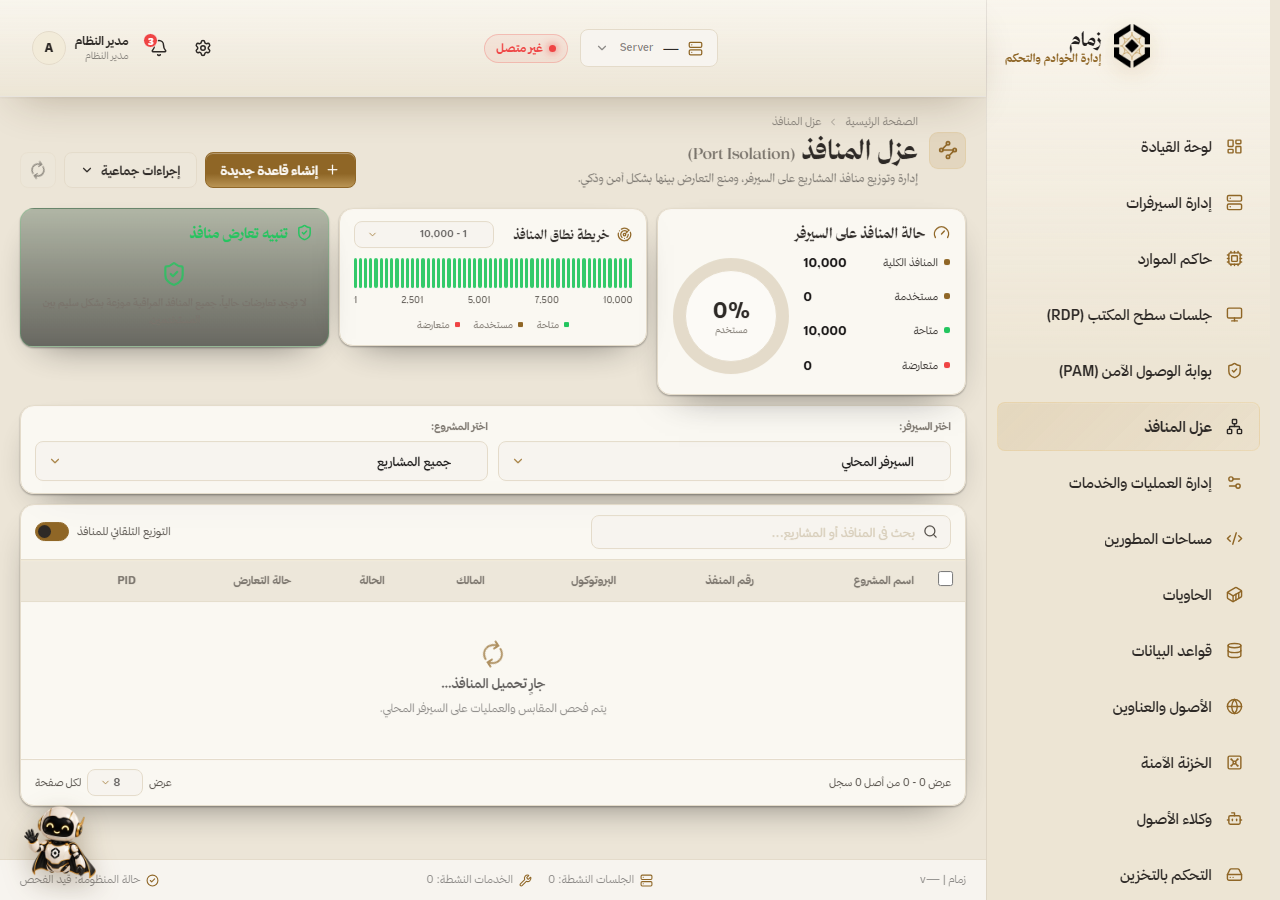 زمام
إدارة الخوادم والتحكم
لوحة القيادة
إدارة السيرفرات
حاكم الموارد
جلسات سطح المكتب (RDP)
بوابة الوصول الآمن (PAM)
عزل المنافذ
إدارة العمليات والخدمات
مساحات المطورين
الحاويات
قواعد البيانات
الأصول والعناوين
الخزنة الآمنة
وكلاء الأصول
التحكم بالتخزين
— Server
غير متصل
3
مدير النظام
مدير النظام
A
الصفحة الرئيسية
عزل المنافذ
عزل المنافذ (Port Isolation)
إدارة وتوزيع منافذ المشاريع على السيرفر، ومنع التعارض بينها بشكل آمن وذكي.
إنشاء قاعدة جديدة
إجراءات جماعية
حالة المنافذ على السيرفر
المنافذ الكلية 10,000
مستخدمة 0
متاحة 10,000
متعارضة 0
0%
مستخدم
خريطة نطاق المنافذ
1 - 10,000
1 2,501 5,001 7,500 10,000
متاحة مستخدمة متعارضة
تنبيه تعارض منافذ
اختر السيرفر:
السيرفر المحلي
اختر المشروع:
جميع المشاريع
بحث في المنافذ أو المشاريع...
التوزيع التلقائي للمنافذ
اسم المشروع رقم المنفذ البروتوكول المالك الحالة حالة التعارض PID
جارٍ تحميل المنافذ...
يتم فحص المقابس والعمليات على السيرفر المحلي.
عرض 0 - 0 من أصل 0 سجل
عرض 8 لكل صفحة
زمام | v—
الجلسات النشطة: 0
الخدمات النشطة: 0
حالة المنظومة: قيد الفحص